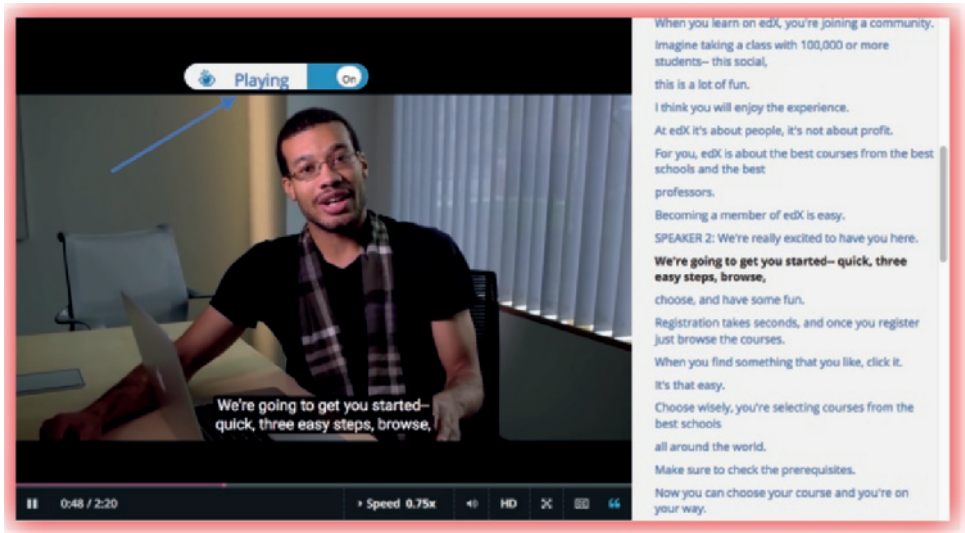 Playing
On
We're going to get you started–
quick, three easy steps, browse,
0:48 / 2:20
Speed 0.75x
HD
When you learn on edX, you're joining a community.
Imagine taking a class with 100,000 or more
students-- this social,
this is a lot of fun.
I think you will enjoy the experience.
At edX it's about people, it's not about profit.
For you, edX is about the best courses from the best
schools and the best
professors.
Becoming a member of edX is easy.
SPEAKER 2: We're really excited to have you here.
We're going to get you started-- quick, three
easy steps, browse,
choose, and have some fun.
Registration takes seconds, and once you register
just browse the courses.
When you find something that you like, click it.
It's that easy.
Choose wisely, you're selecting courses from the
best schools
all around the world.
Make sure to check the prerequisites.
Now you can choose your course and you're on
your way.